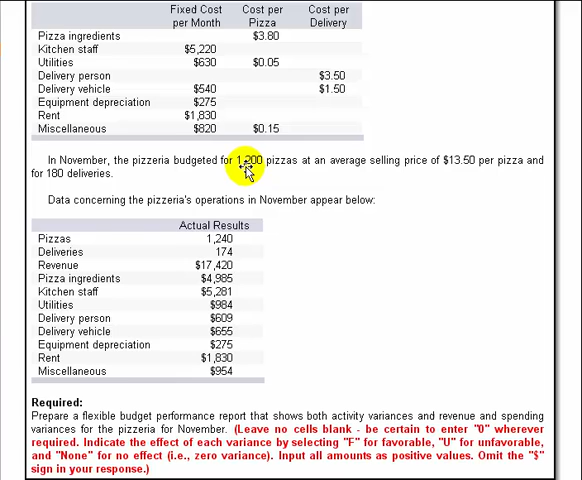 Fixed Cost per Month Cost per Pizza Cost per Delivery
Pizza ingredients $3.80
Kitchen staff $5,220
Utilities $630 $0.05
Delivery person $3.50
Delivery vehicle $540 $1.50
Equipment depreciation $275
Rent $1,830
Miscellaneous $820 $0.15
In November, the pizzeria budgeted for 1,200 pizzas at an average selling price of $13.50 per pizza and
for 180 deliveries.
Data concerning the pizzeria's operations in November appear below:
Actual Results
Pizzas 1,240
Deliveries 174
Revenue $17,420
Pizza ingredients $4,985
Kitchen staff $5,281
Utilities $984
Delivery person $609
Delivery vehicle $655
Equipment depreciation $275
Rent $1,830
Miscellaneous $954
Required:
Prepare a flexible budget performance report that shows both activity variances and revenue and spending
variances for the pizzeria for November. (Leave no cells blank - be certain to enter "0" wherever
required. Indicate the effect of each variance by selecting "F" for favorable, "U" for unfavorable,
and "None" for no effect (i.e., zero variance). Input all amounts as positive values. Omit the "$"
sign in your response.)